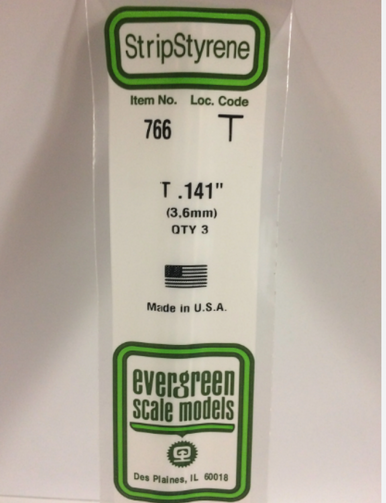 StripStyrene
Item No. Loc. Code
766 T
T .141"
(3,6mm)
QTY 3
Made in U.S.A.
evergreen
scale models
Des Plaines, IL 60018